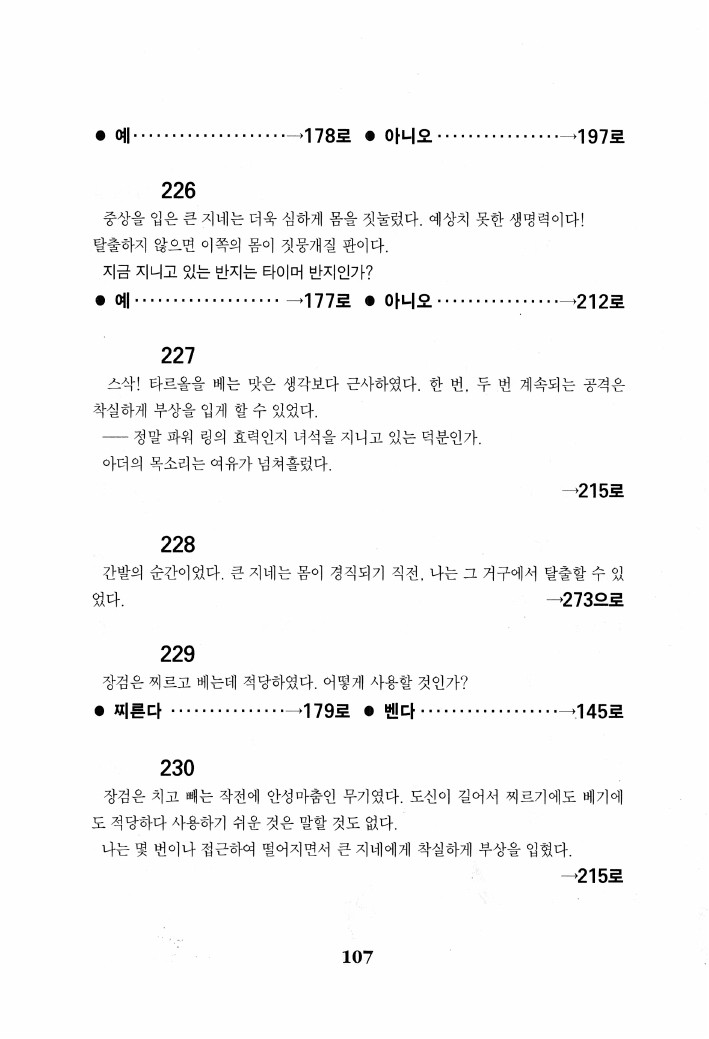 ● 예····················→178로 ● 아니오················→197로
226
중상을 입은 큰 지네는 더욱 심하게 몸을 짓눌렀다. 예상치 못한 생명력이다!
탈출하지 않으면 이쪽의 몸이 짓뭉개질 판이다.
지금 지니고 있는 반지는 타이머 반지인가?
● 예··················· →177로 ● 아니오················→212로
227
스삭! 타르올을 베는 맛은 생각보다 근사하였다. 한 번, 두 번 계속되는 공격은
착실하게 부상을 입게 할 수 있었다.
── 정말 파워 링의 효력인지 녀석을 지니고 있는 덕분인가.
아더의 목소리는 여유가 넘쳐흘렀다.
→215로
228
간발의 순간이었다. 큰 지네는 몸이 경직되기 직전, 나는 그 거구에서 탈출할 수 있
었다. →273으로
229
장검은 찌르고 베는데 적당하였다. 어떻게 사용할 것인가?
● 찌른다 ···············→179로 ● 벤다··················→145로
230
장검은 치고 빼는 작전에 안성마춤인 무기였다. 도신이 길어서 찌르기에도 베기에
도 적당하다 사용하기 쉬운 것은 말할 것도 없다.
나는 몇 번이나 접근하여 떨어지면서 큰 지네에게 착실하게 부상을 입혔다.
→215로
107